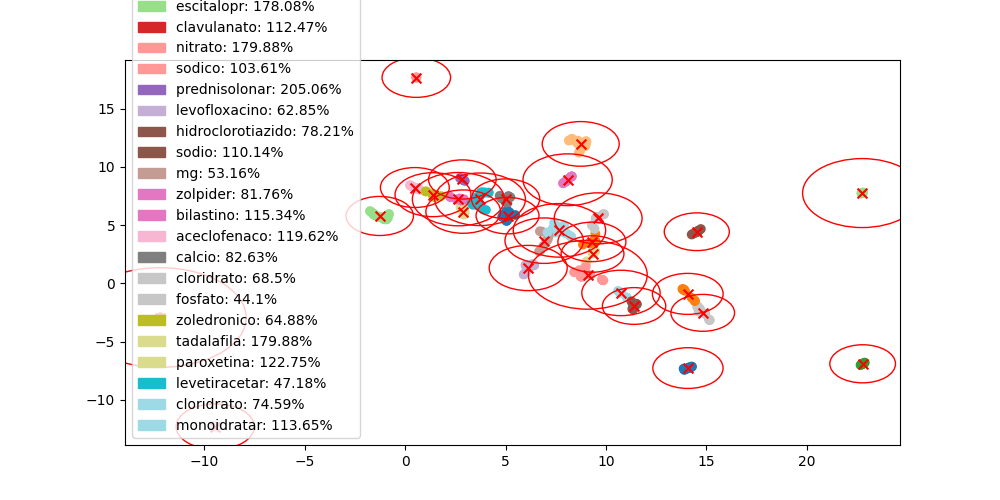 escitalopr: 178.08%
clavulanato: 112.47%
nitrato: 179.88%
sodico: 103.61%
prednisolonar: 205.06%
levofloxacino: 62.85%
hidroclorotiazido: 78.21%
sodio: 110.14%
mg: 53.16%
zolpider: 81.76%
bilastino: 115.34%
aceclofenaco: 119.62%
calcio: 82.63%
cloridrato: 68.5%
fosfato: 44.1%
zoledronico: 64.88%
tadalafila: 179.88%
paroxetina: 122.75%
levetiracetar: 47.18%
cloridrato: 74.59%
monoidratar: 113.65%
15
10
5
0
−5
−10
−10 −5 0 5 10 15 20